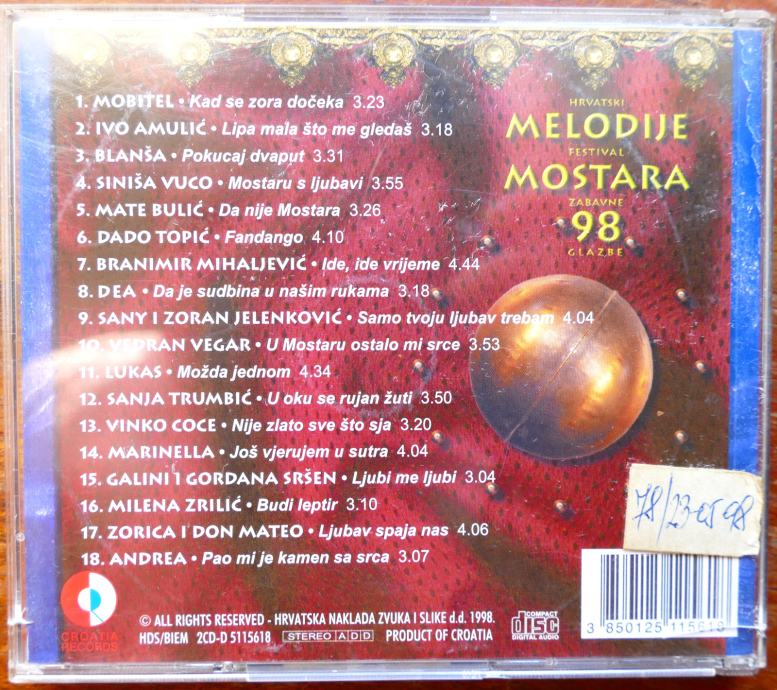 1. MOBITEL • Kad se zora dočeka 3.23
2. IVO AMULIĆ • Lipa mala što me gledaš 3.18
3. BLANŠA • Pokucaj dvaput 3.31
4. SINIŠA VUCO • Mostaru s ljubavi 3.55
5. MATE BULIĆ • Da nije Mostara 3.26
6. DADO TOPIĆ • Fandango 4.10
7. BRANIMIR MIHALJEVIĆ • Ide, ide vrijeme 4.44
8. DEA • Da je sudbina u našim rukama 3.18
9. SANY I ZORAN JELENKOVIĆ • Samo tvoju ljubav trebam 4.04
10. VEDRAN VEGAR • U Mostaru ostalo mi srce 3.53
11. LUKAS • Možda jednom 4.34
12. SANJA TRUMBIĆ • U oku se rujan žuti 3.50
13. VINKO COCE • Nije zlato sve što sja 3.20
14. MARINELLA • Još vjerujem u sutra 4.04
15. GALINI I GORDANA SRŠEN • Ljubi me ljubi 3.04
16. MILENA ZRILIĆ • Budi leptir 3.10
17. ZORICA I DON MATEO • Ljubav spaja nas 4.06
18. ANDREA • Pao mi je kamen sa srca 3.07
HRVATSKI
MELODIJE
FESTIVAL
MOSTARA
ZABAVNE
98
GLAZBE
CROATIA
RECORDS
© ALL RIGHTS RESERVED - HRVATSKA NAKLADA ZVUKA I SLIKE d.d. 1998.
HDS/BIEM 2CD-D 5115618 STEREO A D D PRODUCT OF CROATIA
COMPACT
disc
DIGITAL AUDIO
3 850125 115618